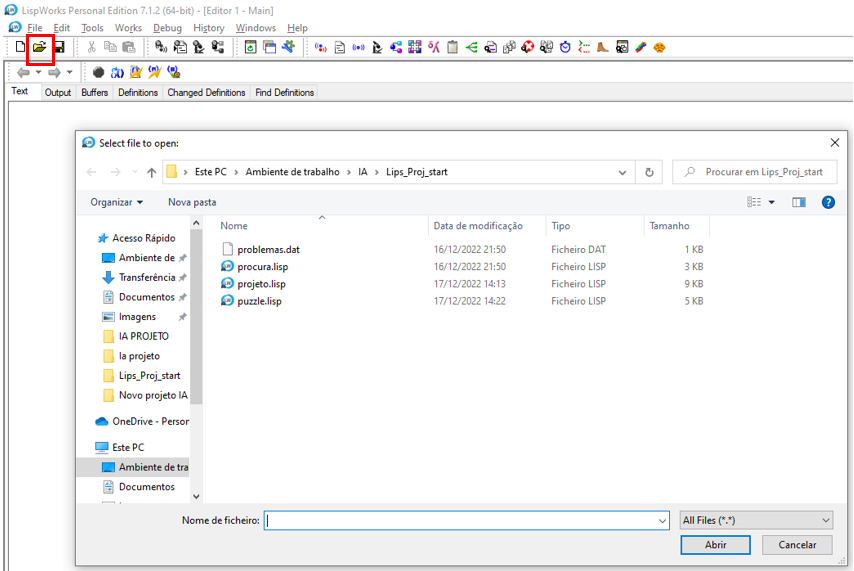 LispWorks Personal Edition 7.1.2 (64-bit) - [Editor 1 - Main]
File Edit Tools Works Debug History Windows Help
Text Output Buffers Definitions Changed Definitions Find Definitions
Select file to open:
Este PC > Ambiente de trabalho > IA > Lips_Proj_start
Procurar em Lips_Proj_start
Organizar Nova pasta
Nome Data de modificação Tipo Tamanho
Acesso Rápido
Ambiente de
Transferência
Documentos
Imagens
IA PROJETO
Ia projeto
Lips_Proj_start
Novo projeto IA
OneDrive - Person
Este PC
Ambiente de tra
Documentos
problemas.dat 16/12/2022 21:50 Ficheiro DAT 1 KB
procura.lisp 16/12/2022 21:50 Ficheiro LISP 3 KB
projeto.lisp 17/12/2022 14:13 Ficheiro LISP 9 KB
puzzle.lisp 17/12/2022 14:22 Ficheiro LISP 5 KB
Nome de ficheiro:
All Files (*.*)
Abrir Cancelar